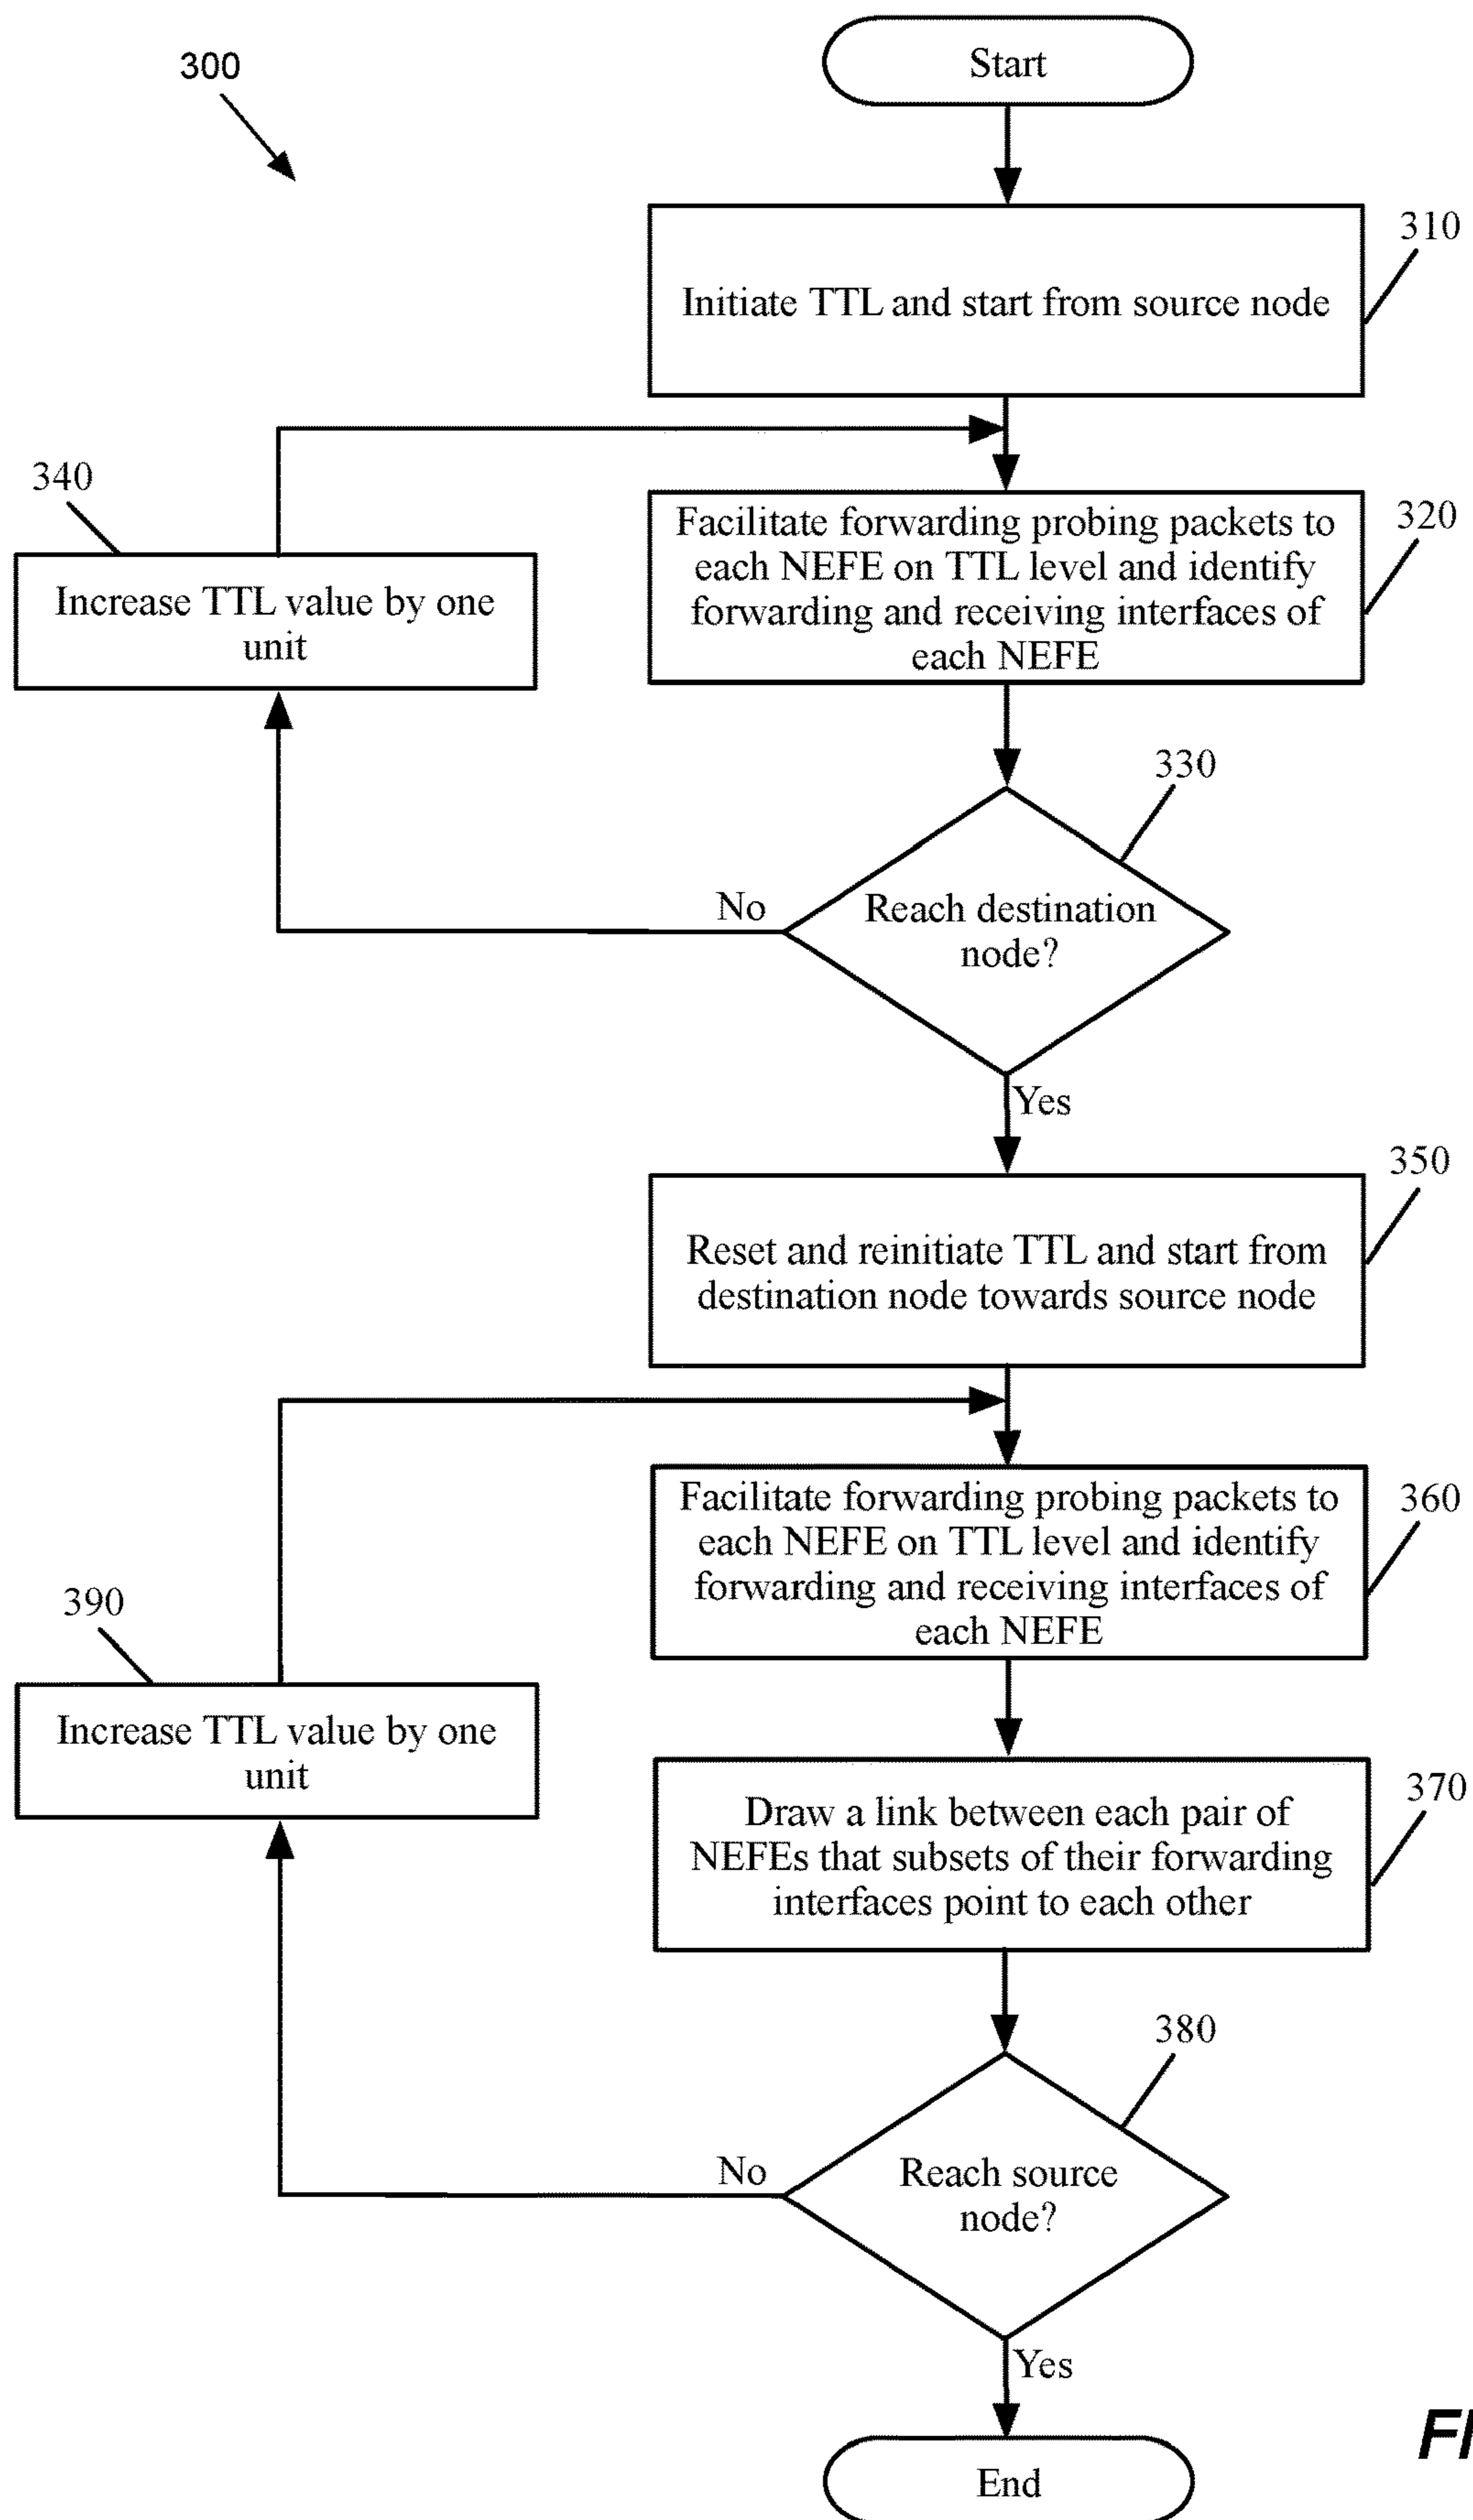 300
Start
310
Initiate TTL and start from source node
340
Increase TTL value by one
unit
320
Facilitate forwarding probing packets to
each NEFE on TTL level and identify
forwarding and receiving interfaces of
each NEFE
330
Reach destination
node?
No
Yes
350
Reset and reinitiate TTL and start from
destination node towards source node
360
Facilitate forwarding probing packets to
each NEFE on TTL level and identify
forwarding and receiving interfaces of
each NEFE
390
Increase TTL value by one
unit
370
Draw a link between each pair of
NEFEs that subsets of their forwarding
interfaces point to each other
380
Reach source
node?
No
Yes
End